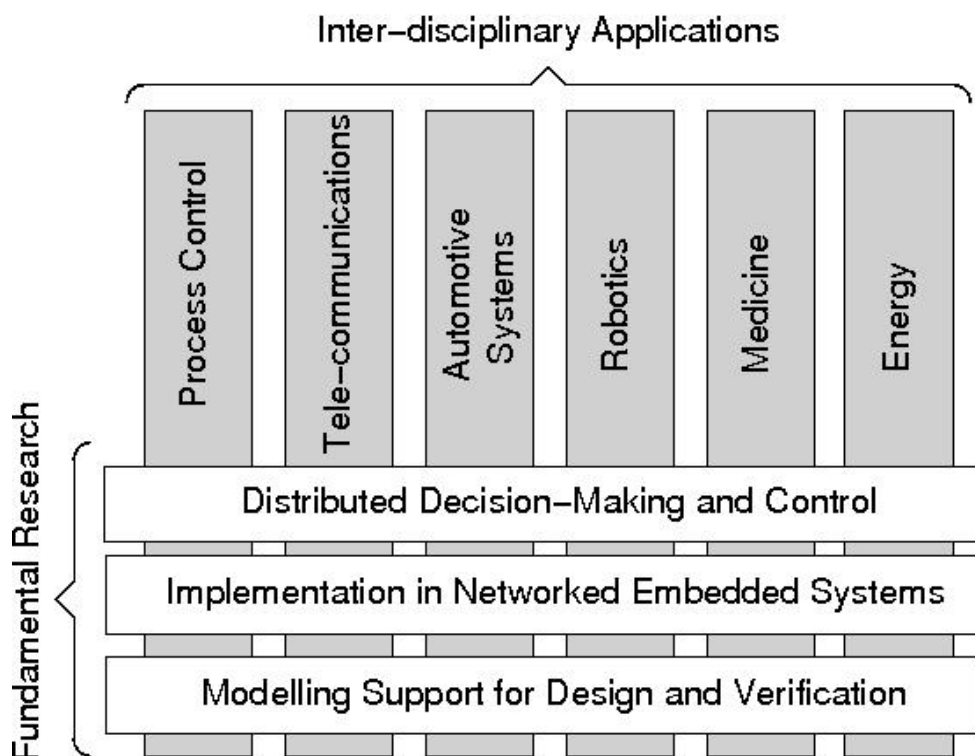 Inter-disciplinary Applications
Process Control
Tele-communications
Automotive
Systems
Robotics
Medicine
Energy
Fundamental Research
Distributed Decision-Making and Control
Implementation in Networked Embedded Systems
Modelling Support for Design and Verification